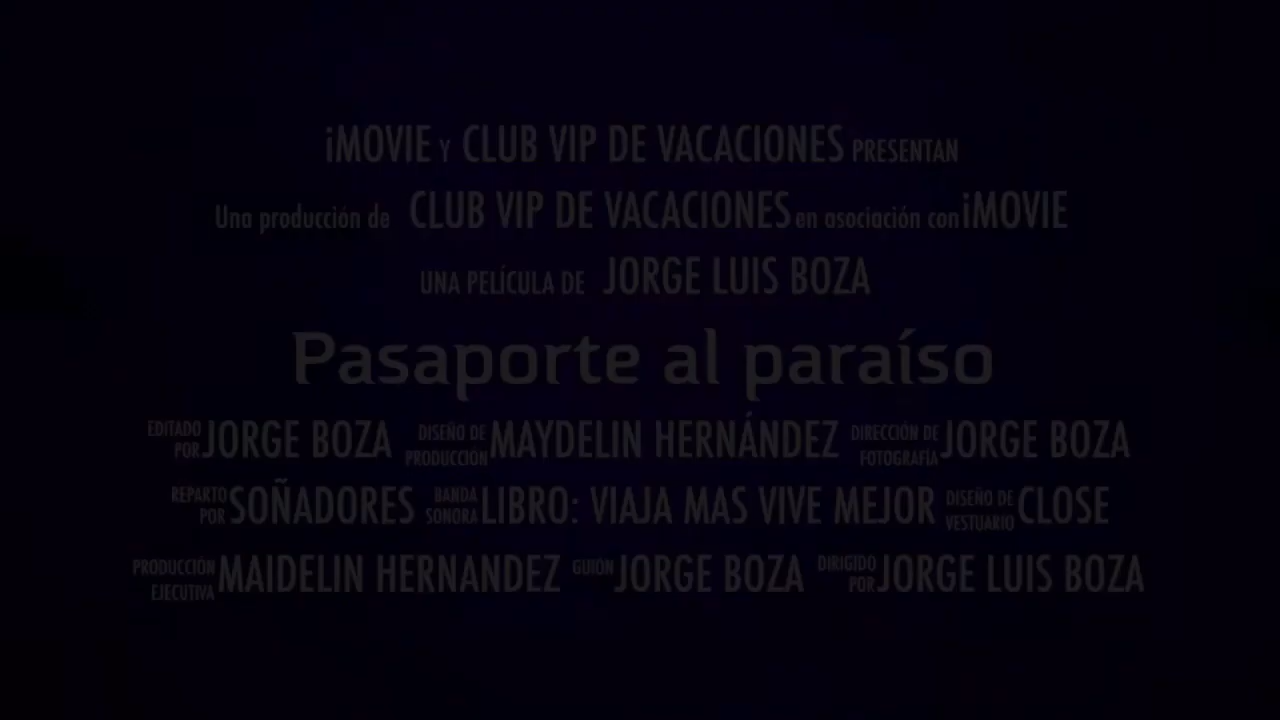 iMOVIE Y CLUB VIP DE VACACIONES PRESENTAN
Una producción de CLUB VIP DE VACACIONES en asociación con iMOVIE
UNA PELÍCULA DE JORGE LUIS BOZA
Pasaporte al paraíso
EDITADO POR JORGE BOZA DISEÑO DE PRODUCCIÓN MAYDELIN HERNÁNDEZ DIRECCIÓN DE FOTOGRAFÍA JORGE BOZA
REPARTO POR SOÑADORES BANDA SONORA LIBRO: VIAJA MAS VIVE MEJOR DISEÑO DE VESTUARIO CLOSE
PRODUCCIÓN EJECUTIVA MAIDELIN HERNANDEZ GUIÓN JORGE BOZA DIRIGIDO POR JORGE LUIS BOZA